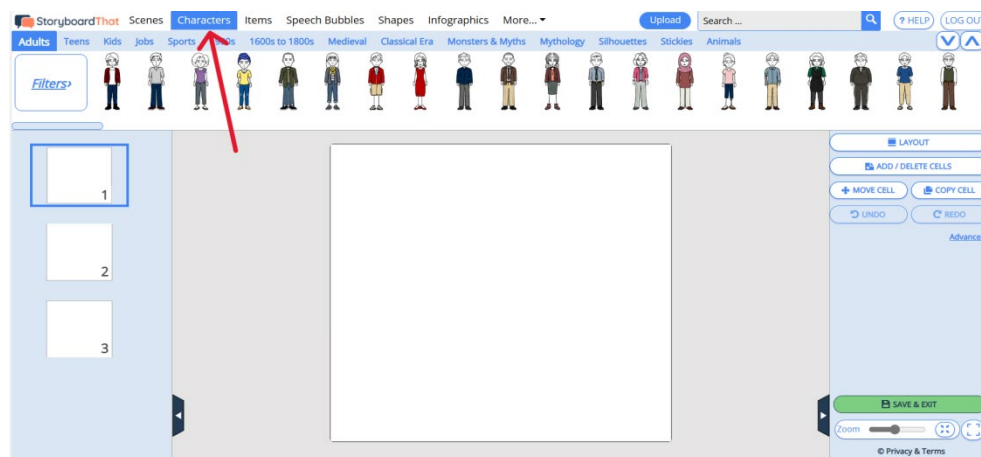 StoryboardThat Scenes Characters Items Speech Bubbles Shapes Infographics More... Upload Search ... ? HELP LOG OU
Adults Teens Kids Jobs Sports 1600s to 1800s Medieval Classical Era Monsters & Myths Mythology Silhouettes Stickies Animals
Filters›
LAYOUT
ADD / DELETE CELLS
MOVE CELL COPY CELL
UNDO REDO
Advance
1
2
3
SAVE & EXIT
Zoom
© Privacy & Terms